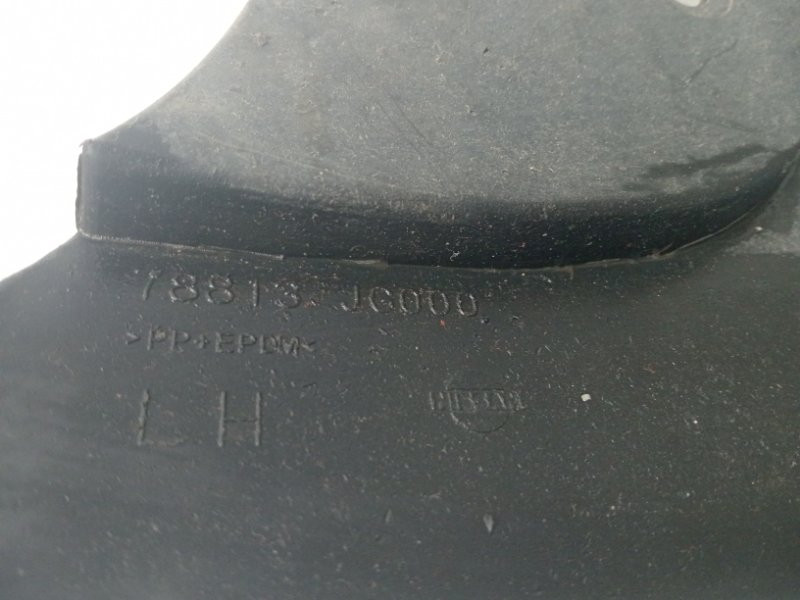 78813 JG000
>PP+EPDM<
LH
NISSAN